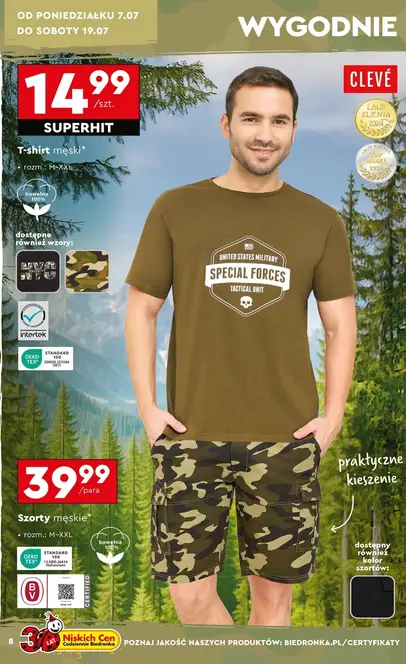 OD PONIEDZIAŁKU 7.07
DO SOBOTY 19.07
WYGODNIE
14.99
/szt.
SUPERHIT
T-shirt męski*
• rozm.: M-XXL
bawełna
100%
dostępne
również wzory:
NYC
intertek
OEKO
TEX®
STANDARD
100
CLEVÉ
LAUR
KLIENTA
2024
UNITED STATES MILITARY
SPECIAL FORCES
TACTICAL UNIT
39.99
/para
Szorty męskie*
• rozm.: M-XXL
bawełna
100%
OEKO
TEX®
STANDARD
100
BV
CERTIFIED
praktyczne
kieszenie
dostępny
również
kolor
szortów:
8
30
Niskich Cen
Codziennie Biedronka
POZNAJ JAKOŚĆ NASZYCH PRODUKTÓW: BIEDRONKA.PL/CERTYFIKATY